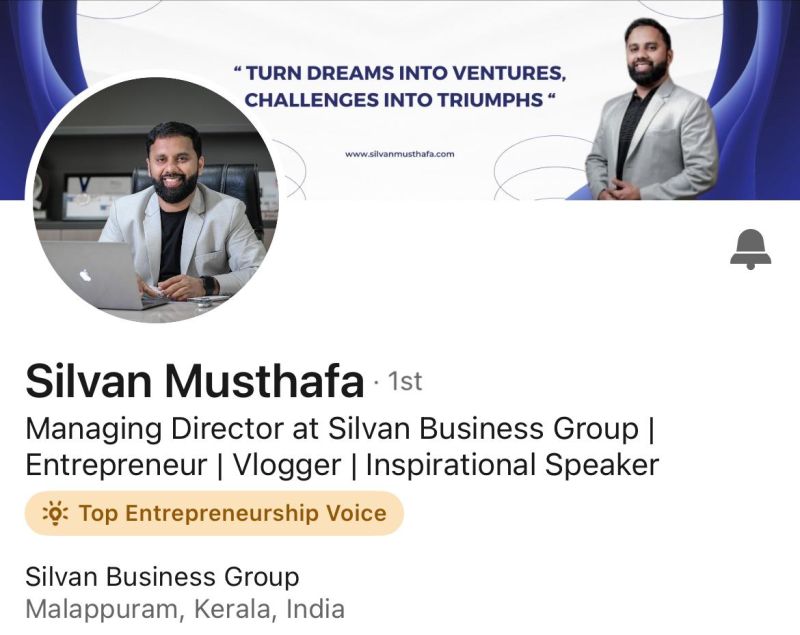 “ TURN DREAMS INTO VENTURES,
CHALLENGES INTO TRIUMPHS “
www.silvanmusthafa.com
Silvan Musthafa · 1st
Managing Director at Silvan Business Group |
Entrepreneur | Vlogger | Inspirational Speaker
Top Entrepreneurship Voice
Silvan Business Group
Malappuram, Kerala, India